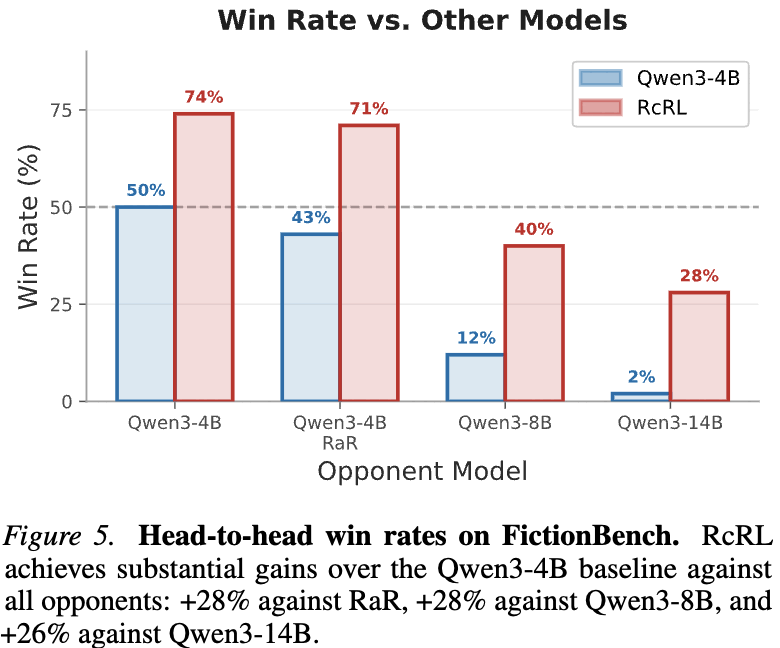 Win Rate vs. Other Models
Qwen3-4B
RcRL
Win Rate (%)
75
50
25
0
74%
71%
50%
43%
40%
28%
12%
2%
Qwen3-4B
Qwen3-4B
RaR
Qwen3-8B
Qwen3-14B
Opponent Model
Figure 5. Head-to-head win rates on FictionBench. RcRL
achieves substantial gains over the Qwen3-4B baseline against
all opponents: +28% against RaR, +28% against Qwen3-8B, and
+26% against Qwen3-14B.